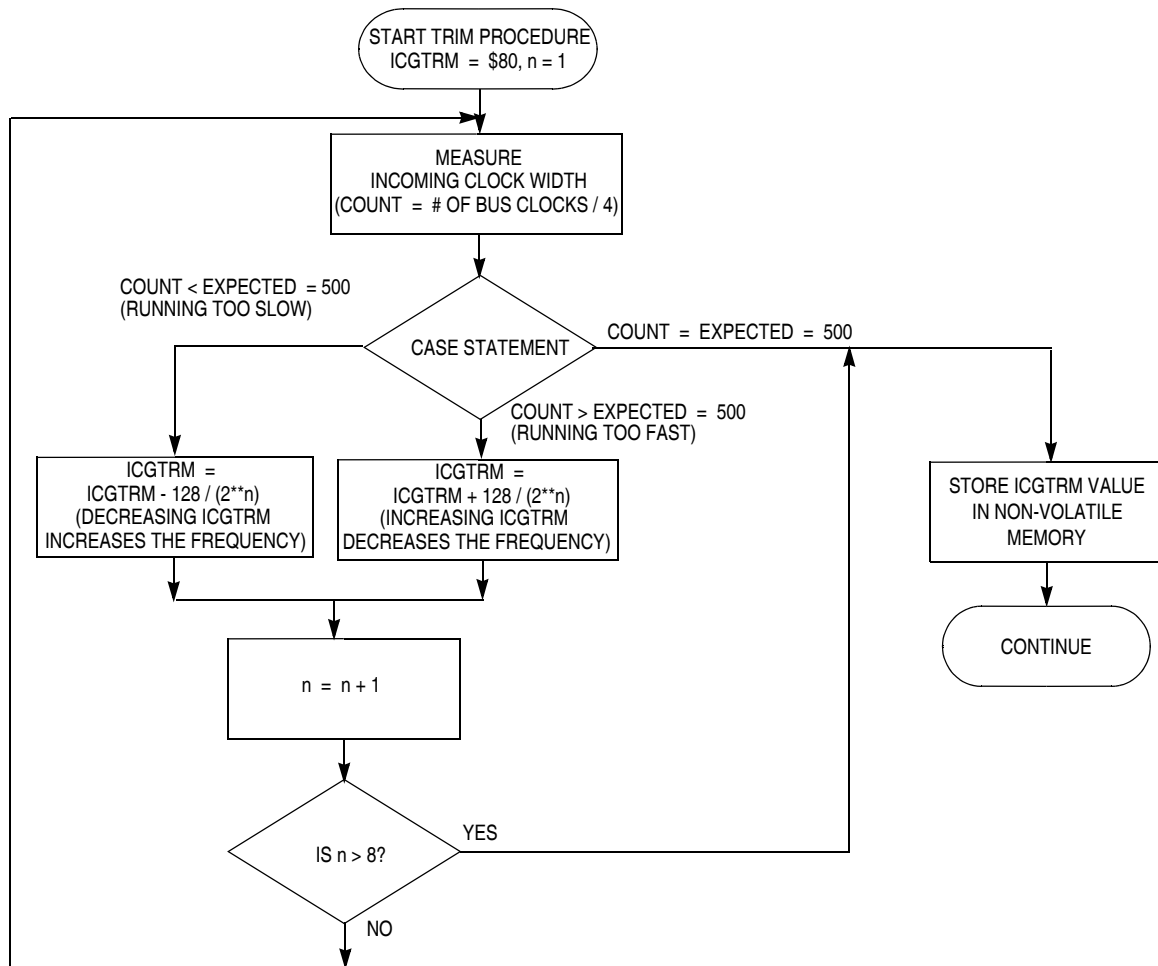 START TRIM PROCEDURE
ICGTRM = $80, n = 1
MEASURE
INCOMING CLOCK WIDTH
(COUNT = # OF BUS CLOCKS / 4)
COUNT < EXPECTED = 500
(RUNNING TOO SLOW)
CASE STATEMENT
COUNT = EXPECTED = 500
COUNT > EXPECTED = 500
(RUNNING TOO FAST)
ICGTRM =
ICGTRM - 128 / (2**n)
(DECREASING ICGTRM
INCREASES THE FREQUENCY)
ICGTRM =
ICGTRM + 128 / (2**n)
(INCREASING ICGTRM
DECREASES THE FREQUENCY)
STORE ICGTRM VALUE
IN NON-VOLATILE
MEMORY
CONTINUE
n = n + 1
IS n > 8?
YES
NO